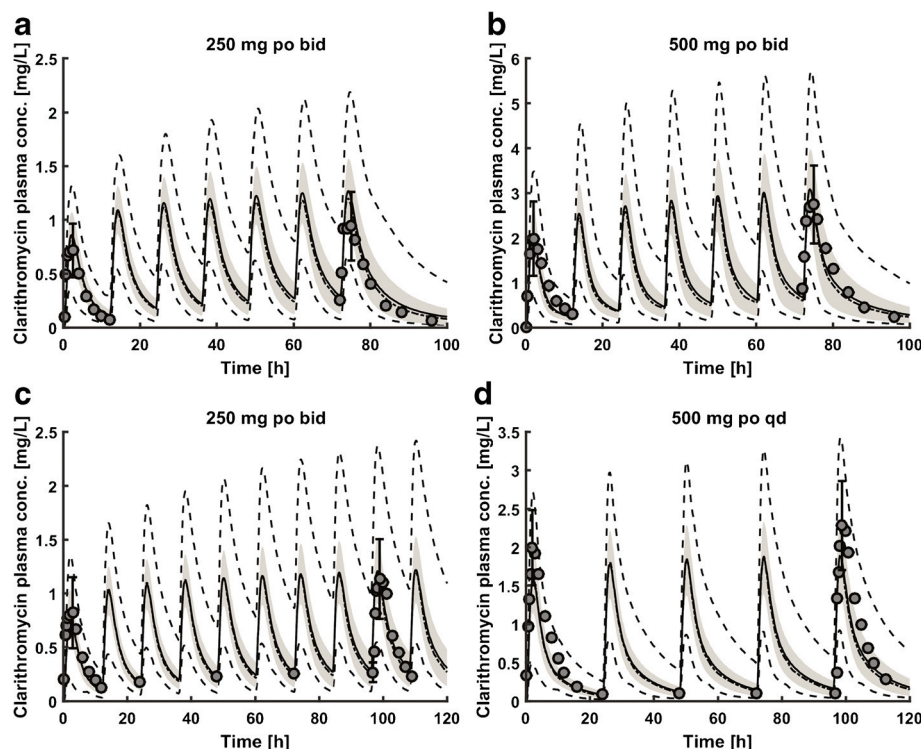 a
250 mg po bid
Clarithromycin plasma conc. [mg/L]
2.5
2
1.5
1
0.5
0
0 20 40 60 80 100
Time [h]
b
500 mg po bid
Clarithromycin plasma conc. [mg/L]
6
5
4
3
2
1
0
0 20 40 60 80 100
Time [h]
c
250 mg po bid
Clarithromycin plasma conc. [mg/L]
2.5
2
1.5
1
0.5
0
0 20 40 60 80 100 120
Time [h]
d
500 mg po qd
Clarithromycin plasma conc. [mg/L]
3.5
3
2.5
2
1.5
1
0.5
0
0 20 40 60 80 100 120
Time [h]